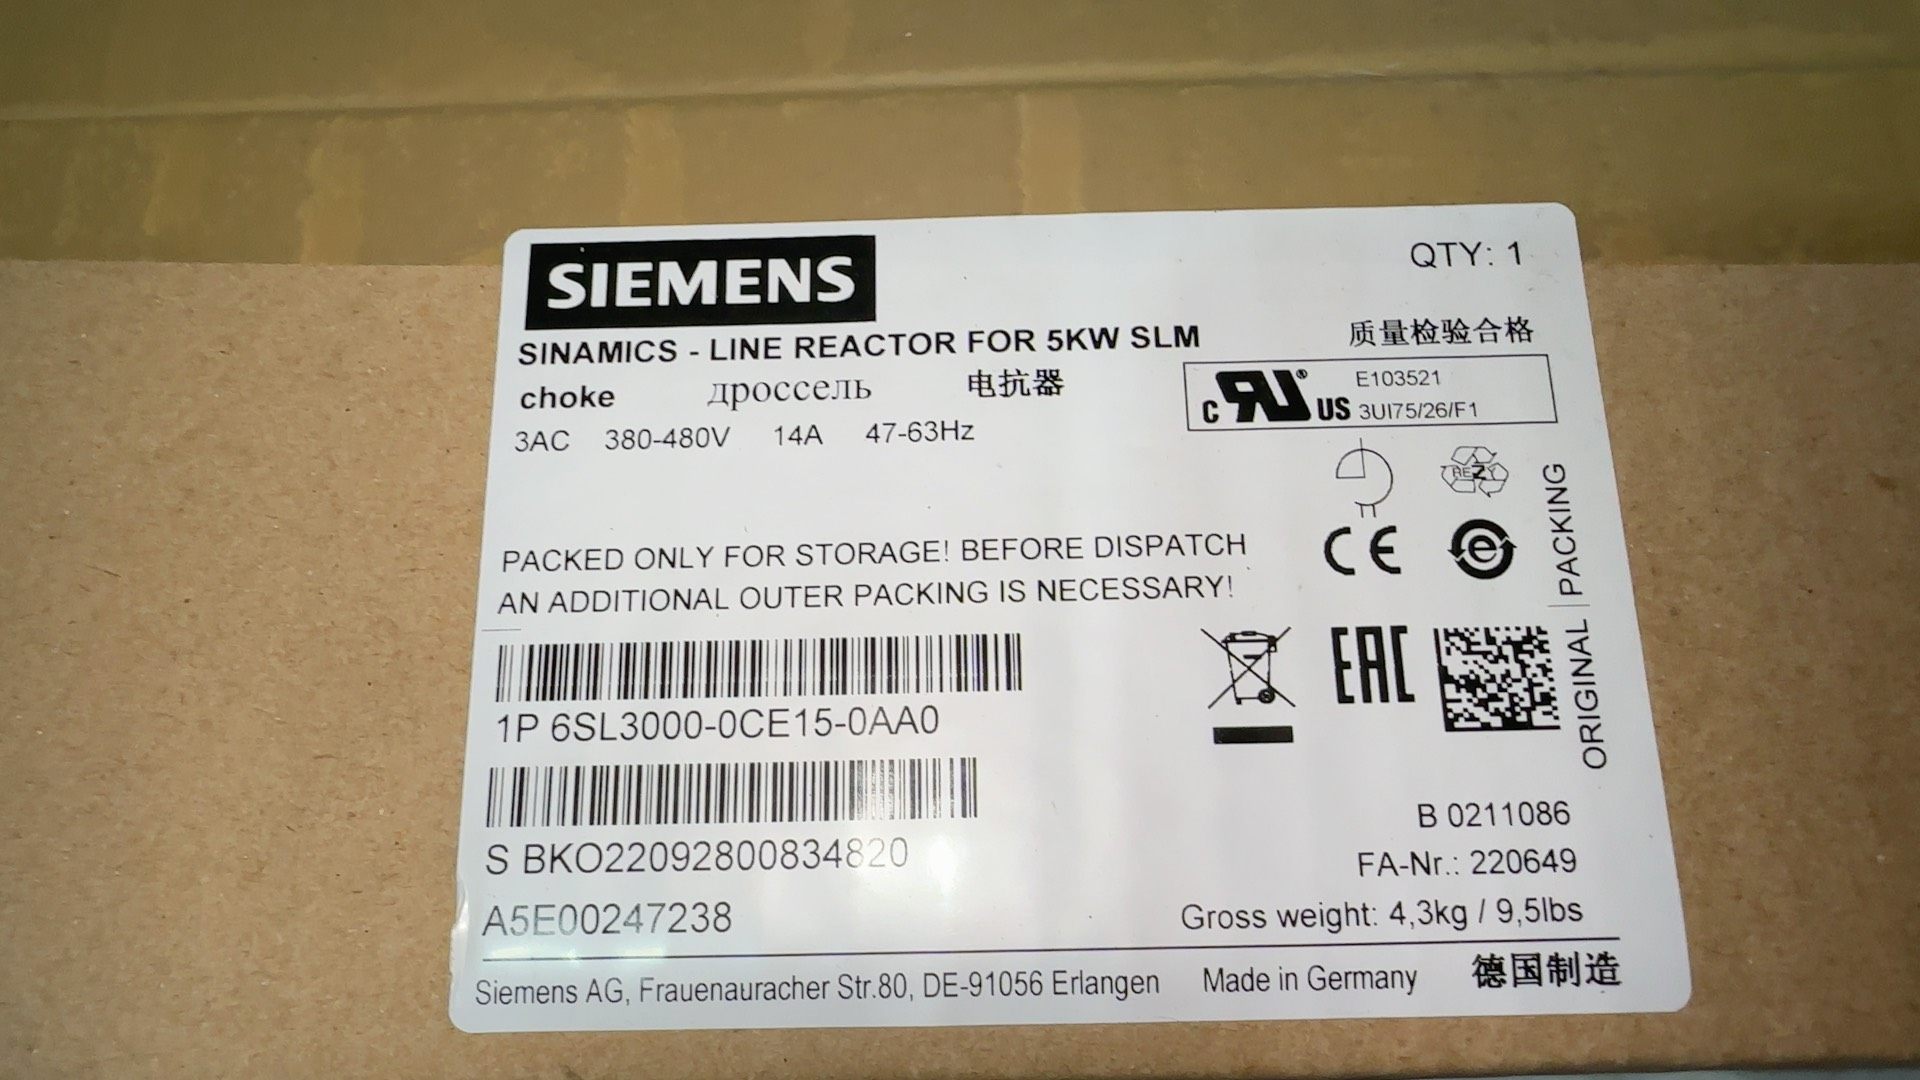 SIEMENS
QTY: 1
SINAMICS - LINE REACTOR FOR 5KW SLM
质量检验合格
choke дроссель 电抗器
3AC 380-480V 14A 47-63Hz
C RU® US E103521
3UI75/26/F1
REZY
PACKED ONLY FOR STORAGE! BEFORE DISPATCH
AN ADDITIONAL OUTER PACKING IS NECESSARY!
CE
e
EAC
ORIGINAL PACKING
1P 6SL3000-0CE15-0AA0
S BKO22092800834820
B 0211086
FA-Nr.: 220649
A5E00247238
Gross weight: 4,3kg / 9,5lbs
Siemens AG, Frauenauracher Str.80, DE-91056 Erlangen Made in Germany 德国制造